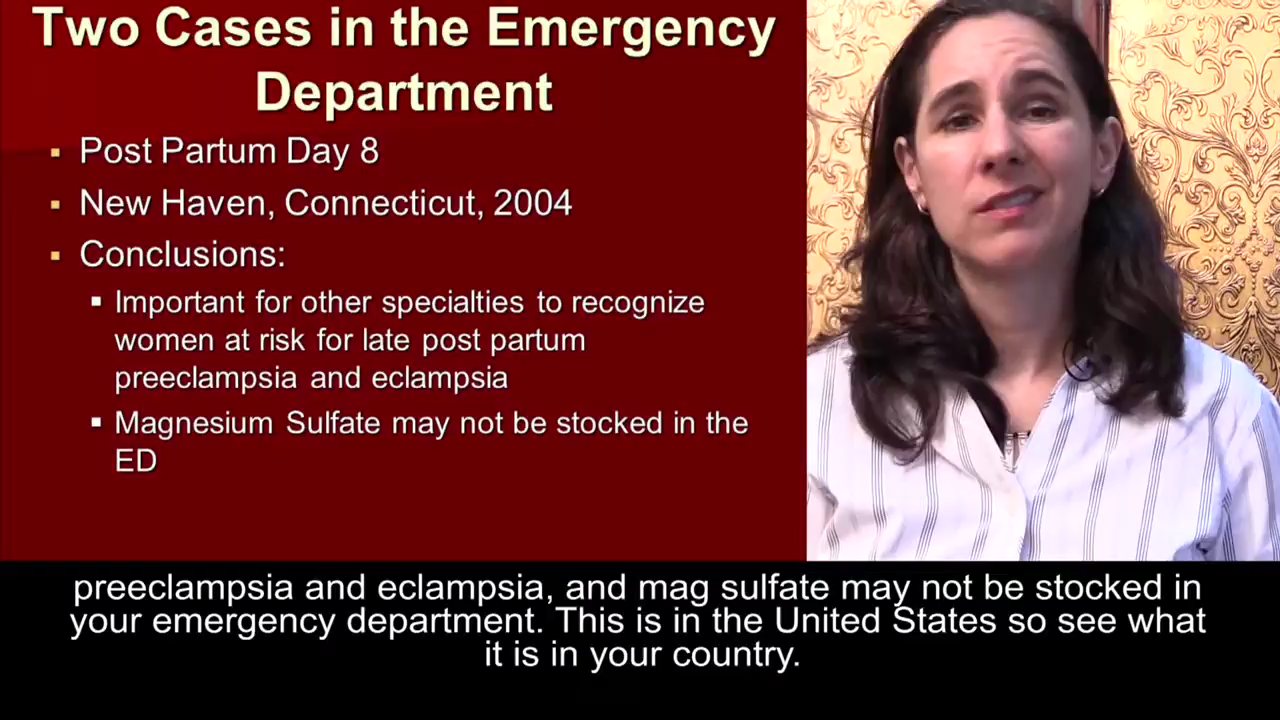 Two Cases in the Emergency
Department
▪ Post Partum Day 8
▪ New Haven, Connecticut, 2004
▪ Conclusions:
▪ Important for other specialties to recognize
women at risk for late post partum
preeclampsia and eclampsia
▪ Magnesium Sulfate may not be stocked in the
ED
preeclampsia and eclampsia, and mag sulfate may not be stocked in
your emergency department. This is in the United States so see what
it is in your country.